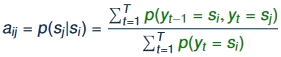 a_{ij} = p(s_j|s_i) = \frac{\sum_{t=1}^{T} p(y_{t-1} = s_i, y_t = s_j)}{\sum_{t=1}^{T} p(y_t = s_i)}